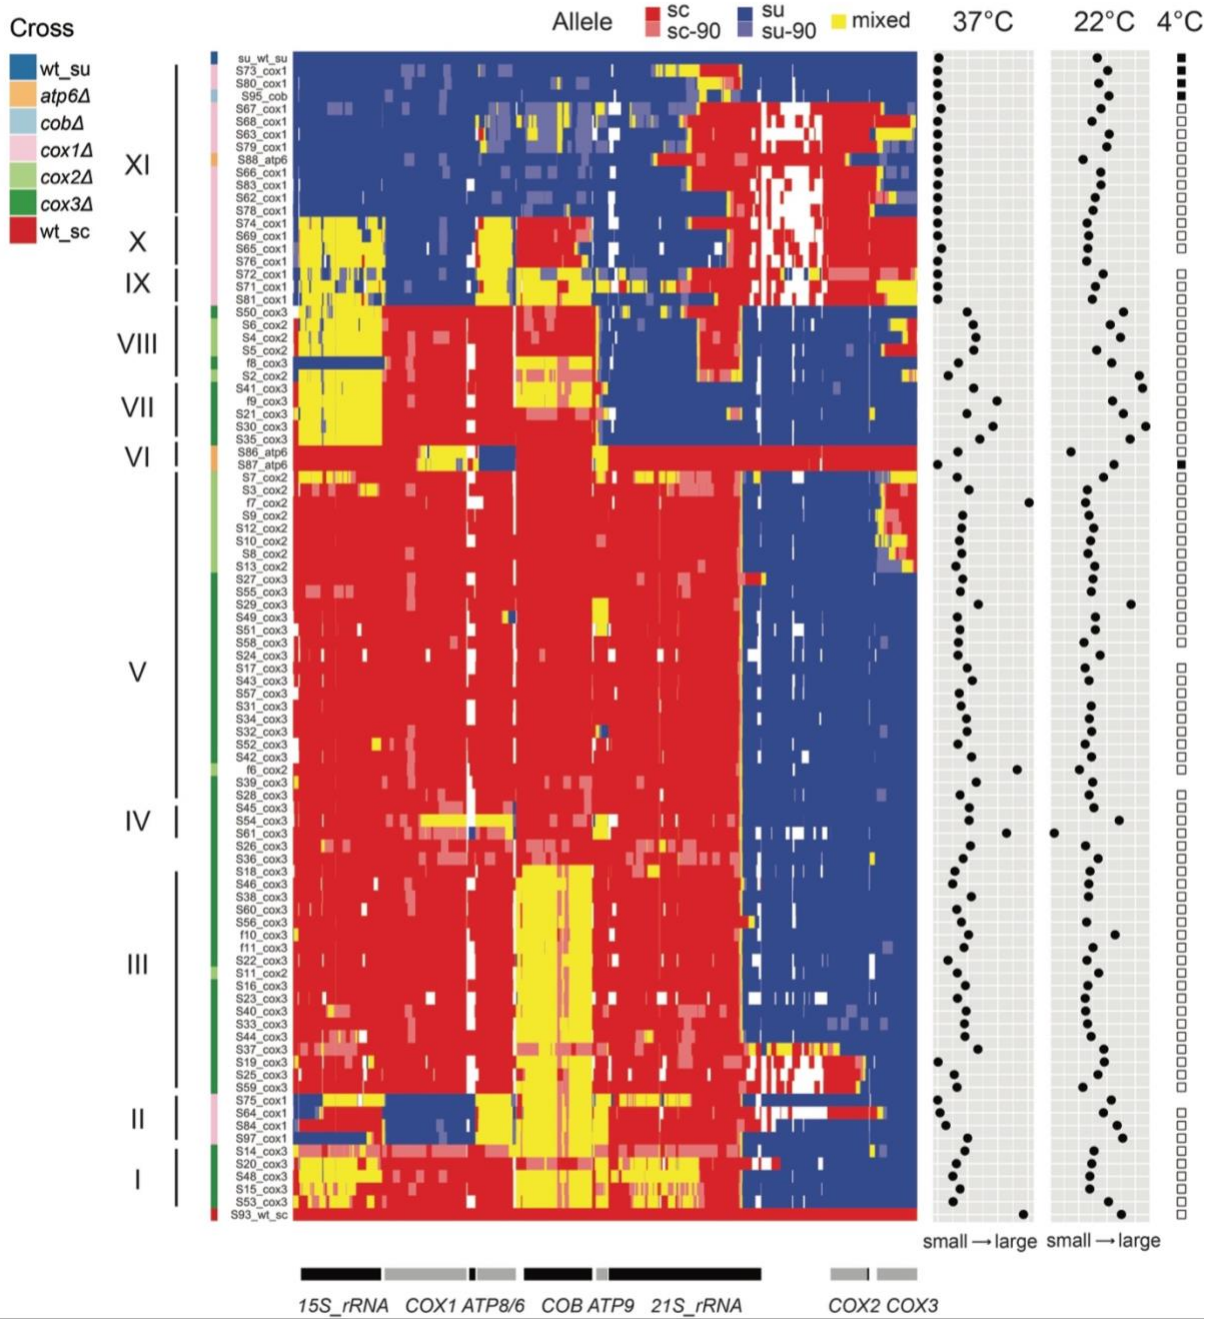 Cross
wt_su
atp6Δ
cobΔ
cox1Δ
cox2Δ
cox3Δ
wt_sc
Allele
sc
sc-90
su
su-90
mixed
37°C
22°C
4°C
XI
X
IX
VIII
VII
VI
V
IV
III
II
I
su_wt_su
S73_cox1
S80_cox1
S95_cob
S67_cox1
S68_cox1
S63_cox1
S79_cox1
S88_atp6
S66_cox1
S83_cox1
S62_cox1
S78_cox1
S74_cox1
S69_cox1
S65_cox1
S76_cox1
S72_cox1
S71_cox1
S81_cox1
S50_cox3
S6_cox2
S4_cox2
S5_cox2
f8_cox3
S2_cox2
S41_cox3
f9_cox3
S21_cox3
S30_cox3
S35_cox3
S86_atp6
S87_atp6
S7_cox2
S3_cox2
f7_cox2
S9_cox2
S12_cox2
S10_cox2
S8_cox2
S13_cox2
S27_cox3
S55_cox3
S29_cox3
S49_cox3
S51_cox3
S58_cox3
S24_cox3
S17_cox3
S43_cox3
S57_cox3
S31_cox3
S34_cox3
S32_cox3
S52_cox3
S42_cox3
f6_cox2
S39_cox3
S28_cox3
S45_cox3
S54_cox3
S61_cox3
S26_cox3
S36_cox3
S18_cox3
S46_cox3
S38_cox3
S60_cox3
S56_cox3
f10_cox3
f11_cox3
S22_cox3
S11_cox2
S16_cox3
S23_cox3
S40_cox3
S33_cox3
S44_cox3
S37_cox3
S19_cox3
S25_cox3
S59_cox3
S75_cox1
S64_cox1
S84_cox1
S97_cox1
S14_cox3
S20_cox3
S48_cox3
S15_cox3
S53_cox3
S93_wt_sc
small → large small → large
15S_rRNA COX1 ATP8/6 COB ATP9 21S_rRNA COX2 COX3